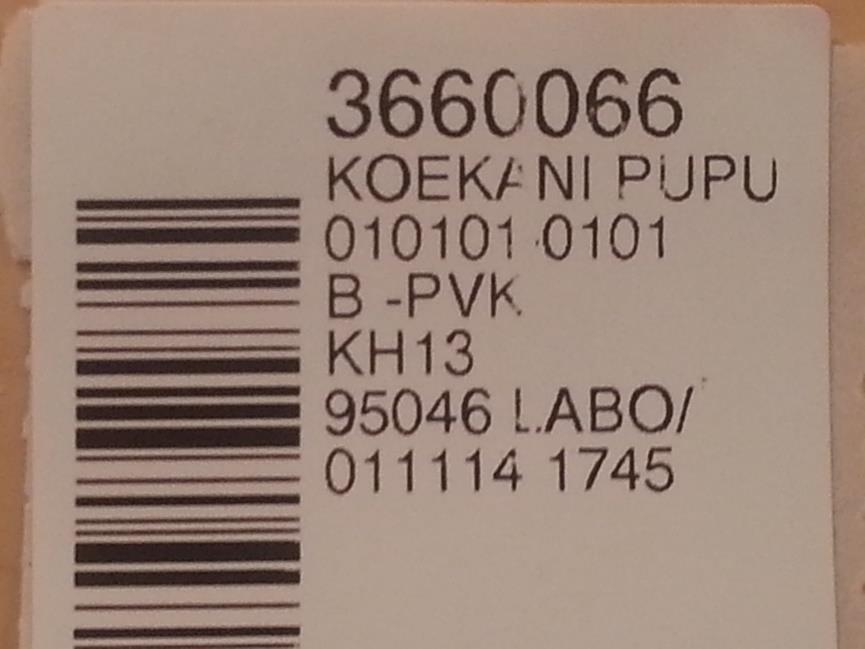 3660066
KOEKANI PUPU
010101-0101
B -PVK
KH13
95046 LABO/
011114 1745